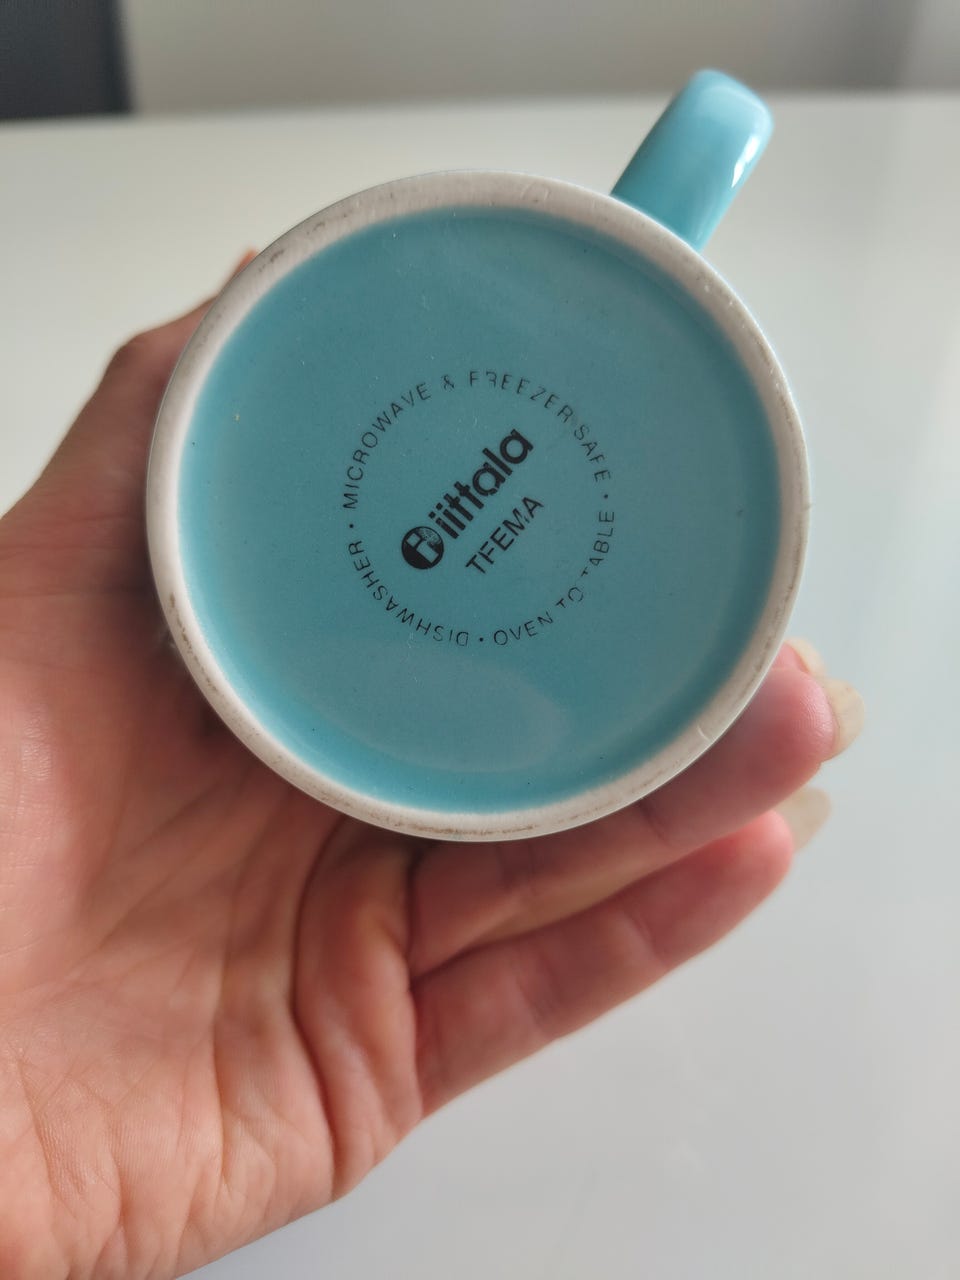 iittala
TEEMA
MICROWAVE & FREEZER SAFE · OVEN TO TABLE · DISHWASHER ·